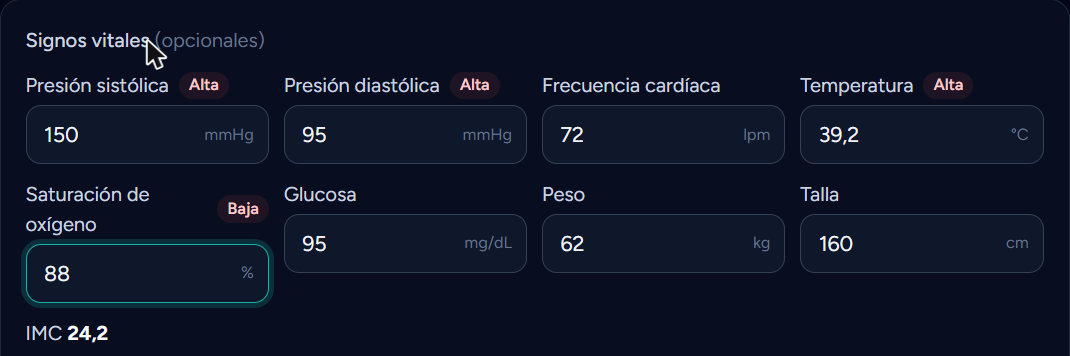 Signos vitales (opcionales)
Presión sistólica Alta
150 mmHg
Presión diastólica Alta
95 mmHg
Frecuencia cardíaca
72 lpm
Temperatura Alta
39,2 °C
Saturación de
oxígeno Baja
88 %
Glucosa
95 mg/dL
Peso
62 kg
Talla
160 cm
IMC 24,2